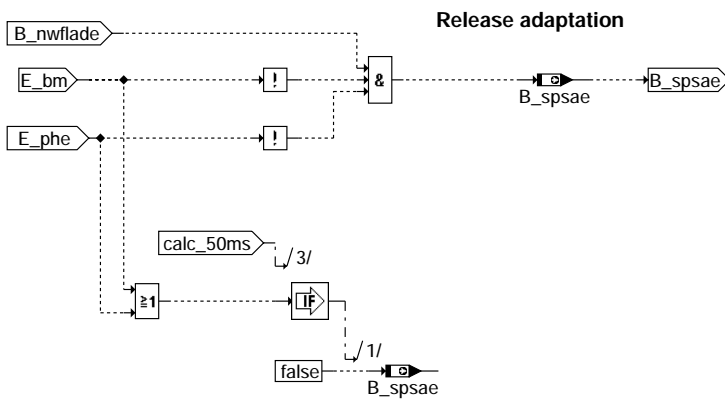 Release adaptation
B_nwflade
E_bm
!
&
B_spsae
B_spsae
E_phe
!
calc_50ms
/3/
≥1
IF
/1/
false
B_spsae